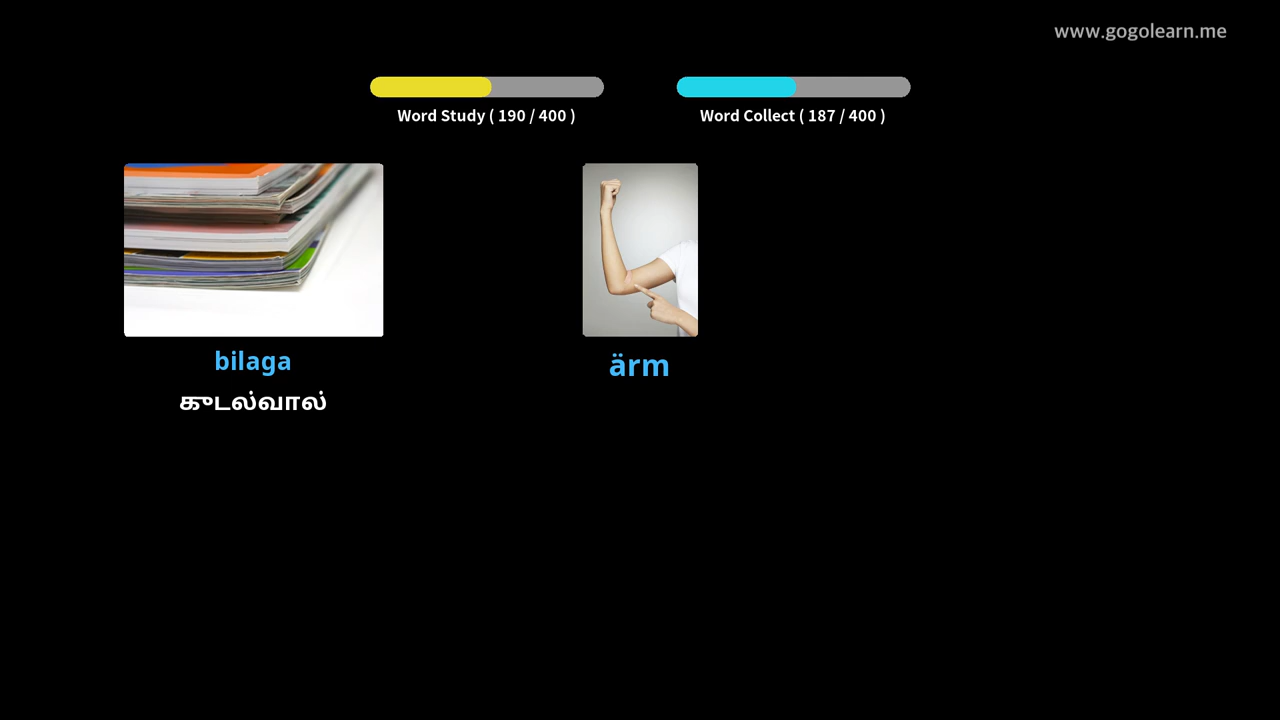 www.gogolearn.me
Word Study ( 190 / 400 )
Word Collect ( 187 / 400 )
bilaga
ärm
குடல்வால்